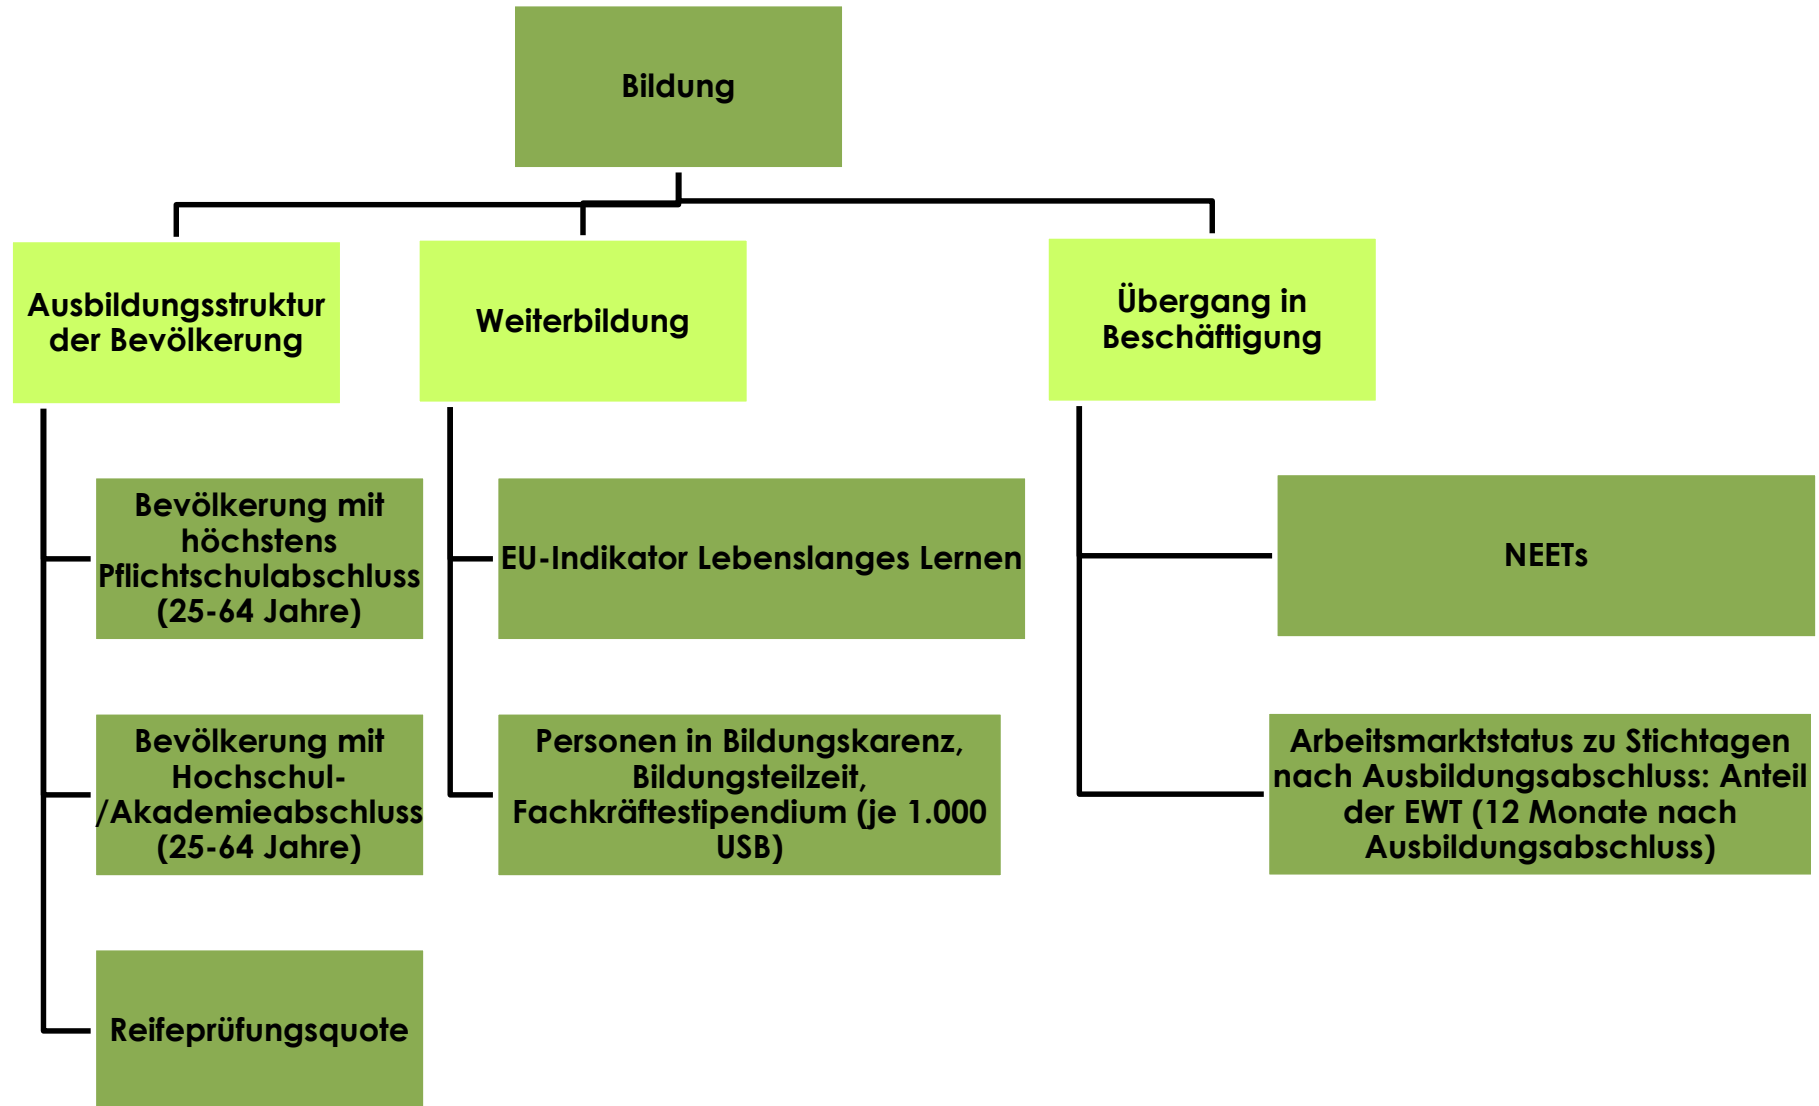 Bildung
Ausbildungsstruktur
der Bevölkerung
Weiterbildung
Übergang in
Beschäftigung
Bevölkerung mit
höchstens
Pflichtschulabschluss
(25-64 Jahre)
EU-Indikator Lebenslanges Lernen
NEETs
Bevölkerung mit
Hochschul-
/Akademieabschluss
(25-64 Jahre)
Personen in Bildungskarenz,
Bildungsteilzeit,
Fachkräftestipendium (je 1.000
USB)
Arbeitsmarktstatus zu Stichtagen
nach Ausbildungsabschluss: Anteil
der EWT (12 Monate nach
Ausbildungsabschluss)
Reifeprüfungsquote